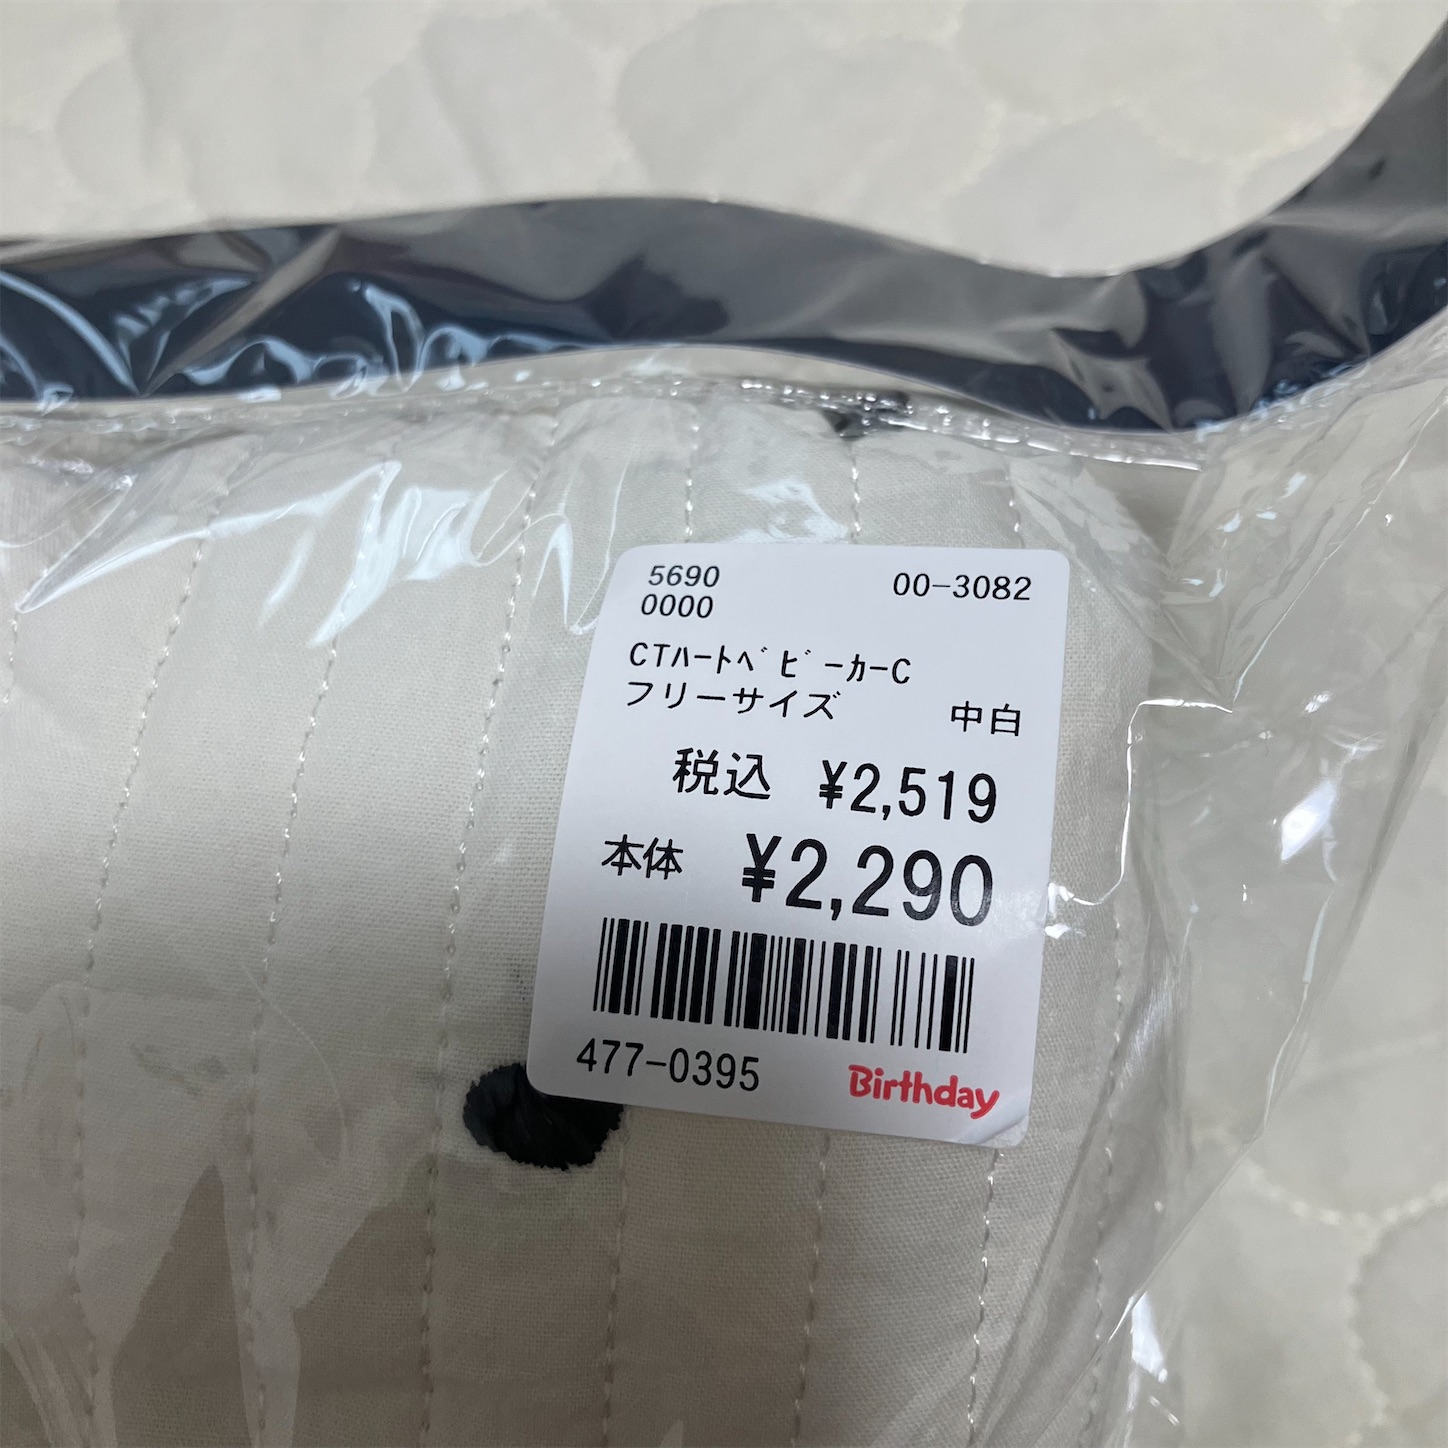 5690
00-3082
0000
CTﾊｰﾄﾍﾞﾋﾞｰｶｰC
フリーサイズ
中白
税込 ¥2,519
本体 ¥2,290
477-0395
Birthday